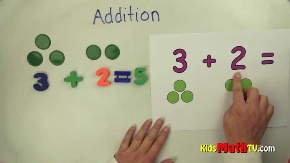 Addition
3 + 2 = 5
3 + 2 =
KidsMathTV.com